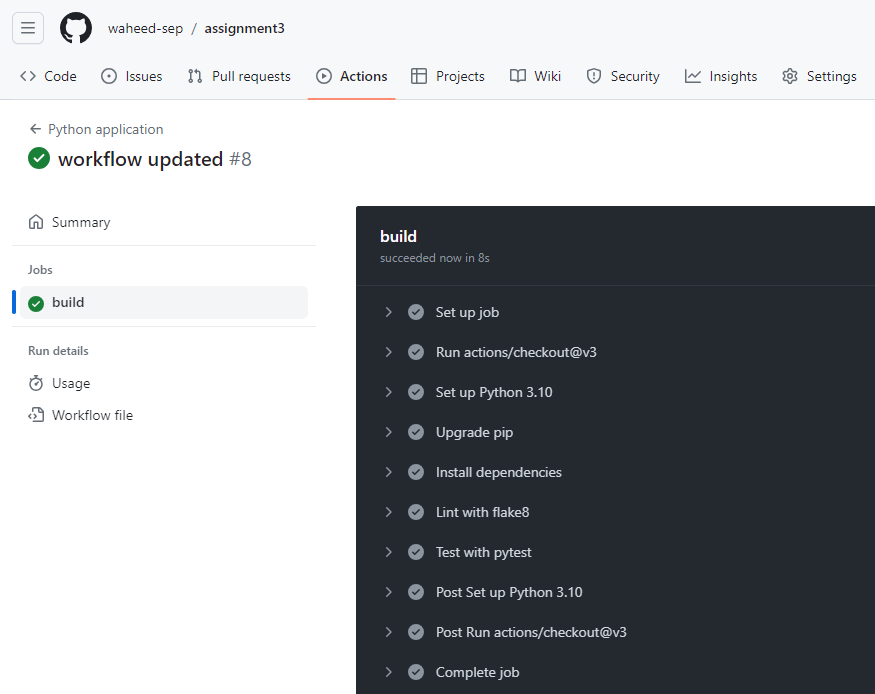 waheed-sep / assignment3
Code Issues Pull requests Actions Projects Wiki Security Insights Settings
← Python application
workflow updated #8
Summary
Jobs
build
Run details
Usage
Workflow file
build
succeeded now in 8s
Set up job
Run actions/checkout@v3
Set up Python 3.10
Upgrade pip
Install dependencies
Lint with flake8
Test with pytest
Post Set up Python 3.10
Post Run actions/checkout@v3
Complete job